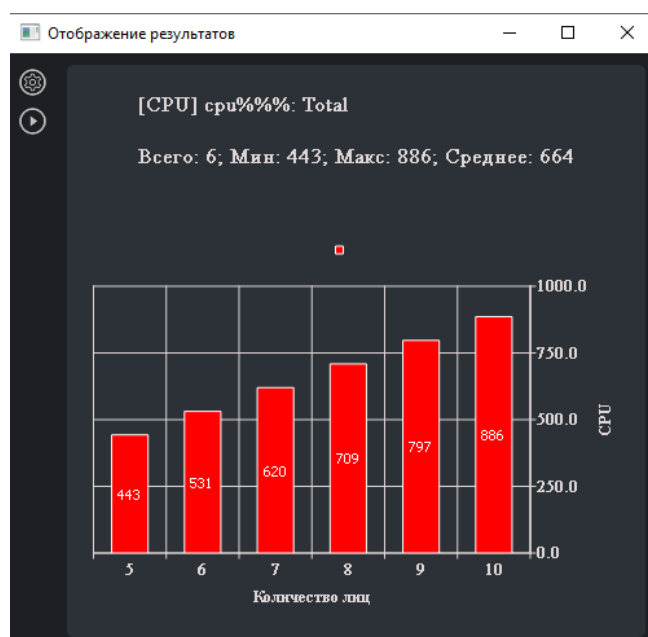 Отображение результатов
[CPU] cpu%%%: Total
Всего: 6; Мин: 443; Макс: 886; Среднее: 664
1000.0
750.0
500.0
250.0
0.0
CPU
443
531
620
709
797
886
5 6 7 8 9 10
Количество лиц